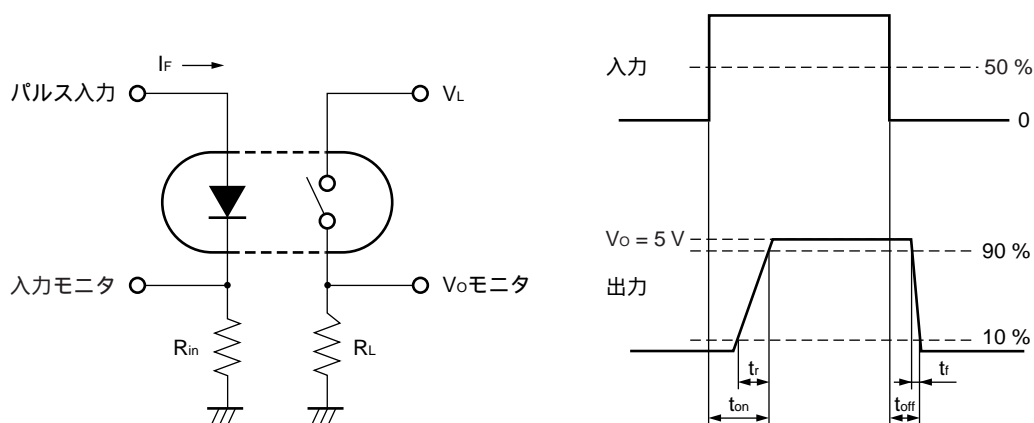 IF
パルス入力
VL
入力モニタ
VOモニタ
Rin
RL
入力
50 %
0
VO = 5 V
90 %
出力
10 %
tr
tf
ton
toff